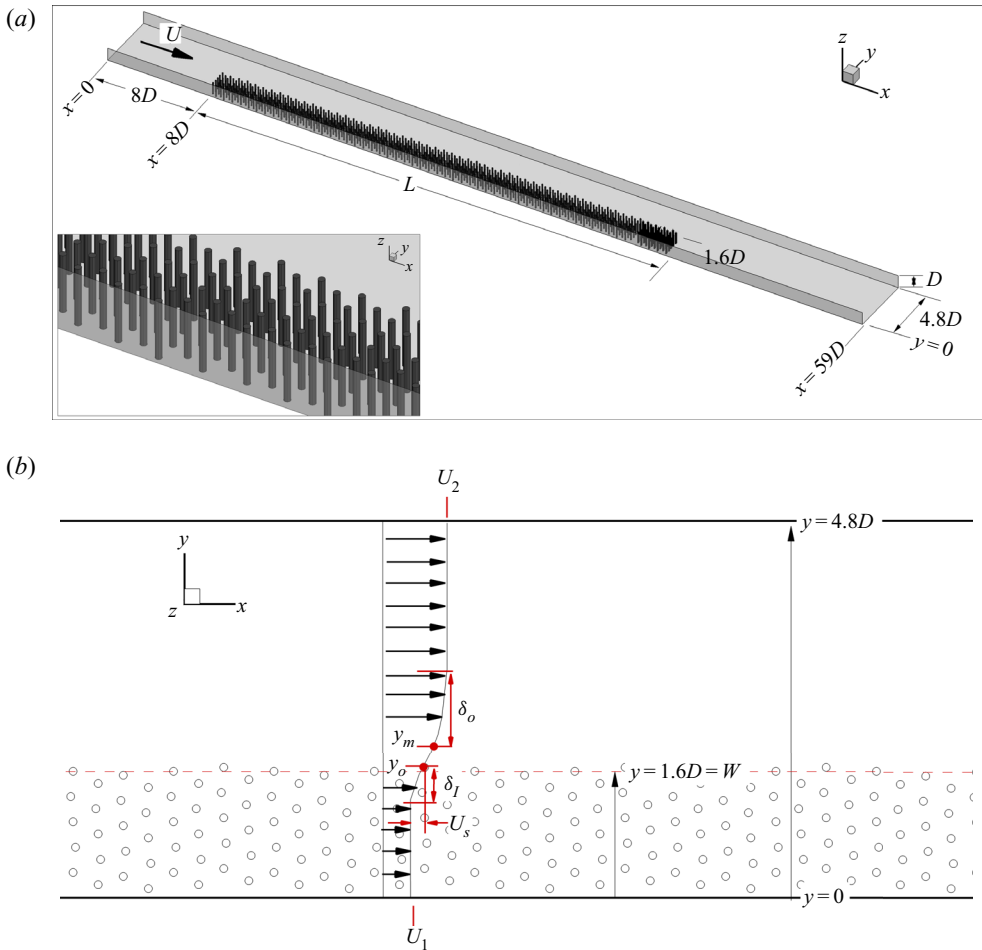 (a)
U
z
y
x
x = 0
8D
x = 8D
L
1.6D
D
4.8D
y = 0
x = 59D
z
y
x
(b)
U2
y = 4.8D
y
z
x
δo
ym
yo
y = 1.6D = W
δI
Us
y = 0
U1